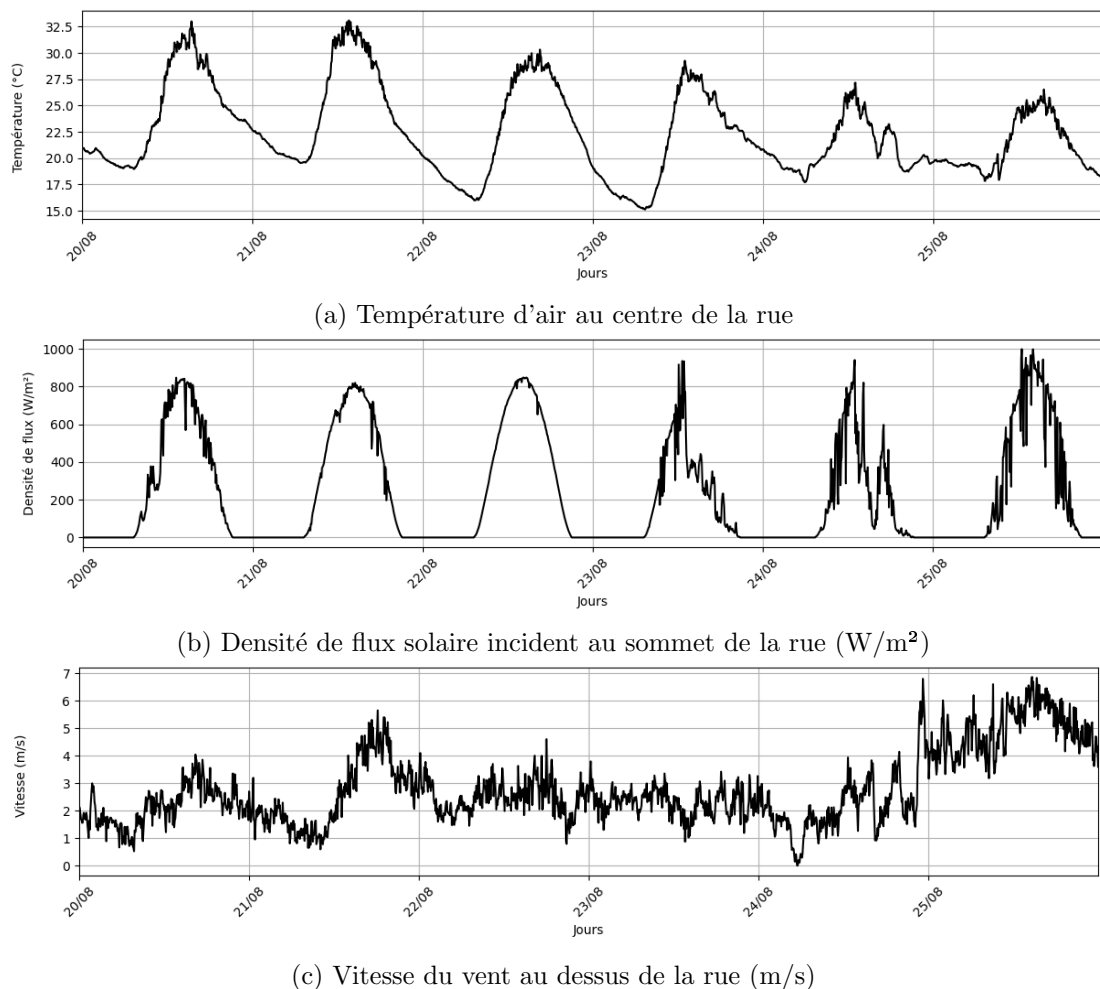 Température (°C)
32.5
30.0
27.5
25.0
22.5
20.0
17.5
15.0
20/08 21/08 22/08 23/08 24/08 25/08
Jours
(a) Température d'air au centre de la rue
Densité de flux (W/m²)
1000
800
600
400
200
0
20/08 21/08 22/08 23/08 24/08 25/08
Jours
(b) Densité de flux solaire incident au sommet de la rue (W/m²)
Vitesse (m/s)
7
6
5
4
3
2
1
0
20/08 21/08 22/08 23/08 24/08 25/08
Jours
(c) Vitesse du vent au dessus de la rue (m/s)